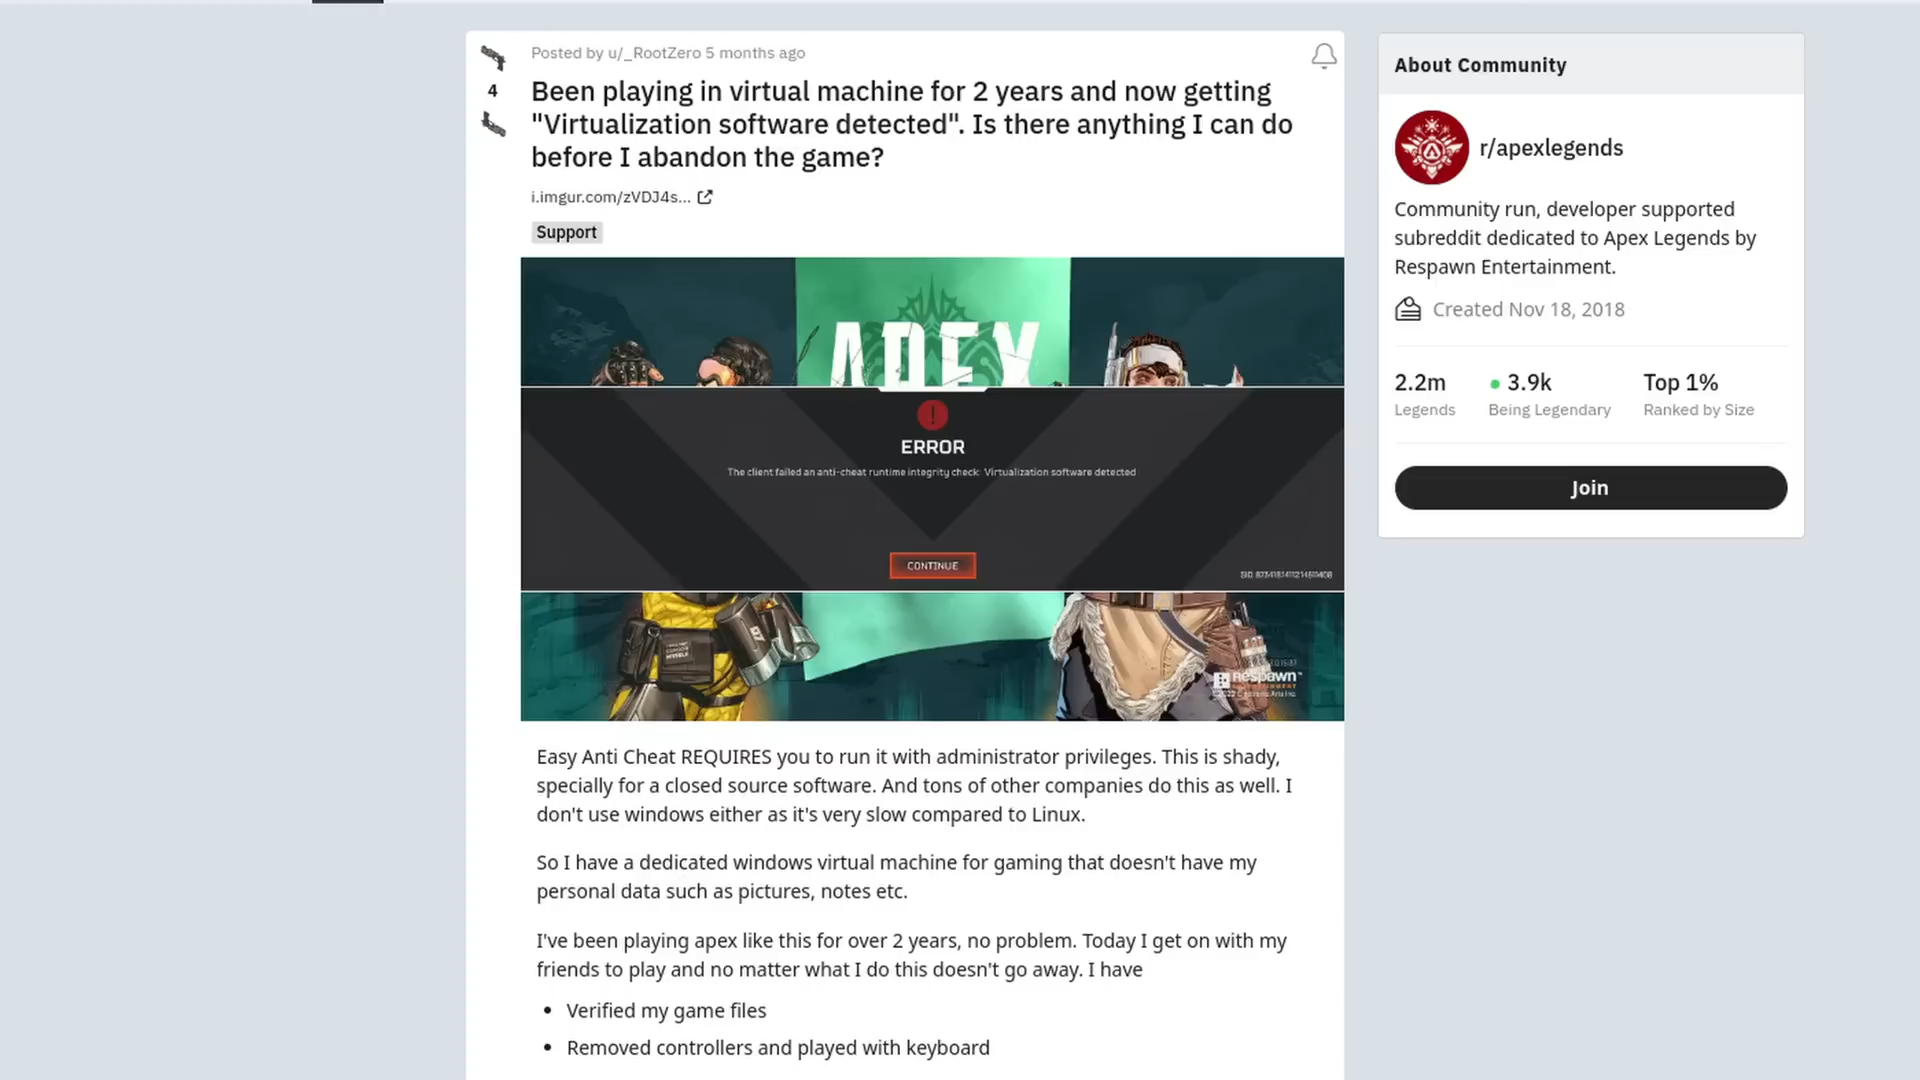 Posted by u/_RootZero 5 months ago
4
Been playing in virtual machine for 2 years and now getting
"Virtualization software detected". Is there anything I can do
before I abandon the game?
i.imgur.com/zVDJ4s...
Support
APEX
ERROR
The client failed an anti-cheat runtime integrity check: Virtualization software detected
CONTINUE
Respawn
Easy Anti Cheat REQUIRES you to run it with administrator privileges. This is shady,
specially for a closed source software. And tons of other companies do this as well. I
don't use windows either as it's very slow compared to Linux.
So I have a dedicated windows virtual machine for gaming that doesn't have my
personal data such as pictures, notes etc.
I've been playing apex like this for over 2 years, no problem. Today I get on with my
friends to play and no matter what I do this doesn't go away. I have
• Verified my game files
• Removed controllers and played with keyboard
About Community
r/apexlegends
Community run, developer supported
subreddit dedicated to Apex Legends by
Respawn Entertainment.
Created Nov 18, 2018
2.2m 3.9k Top 1%
Legends Being Legendary Ranked by Size
Join